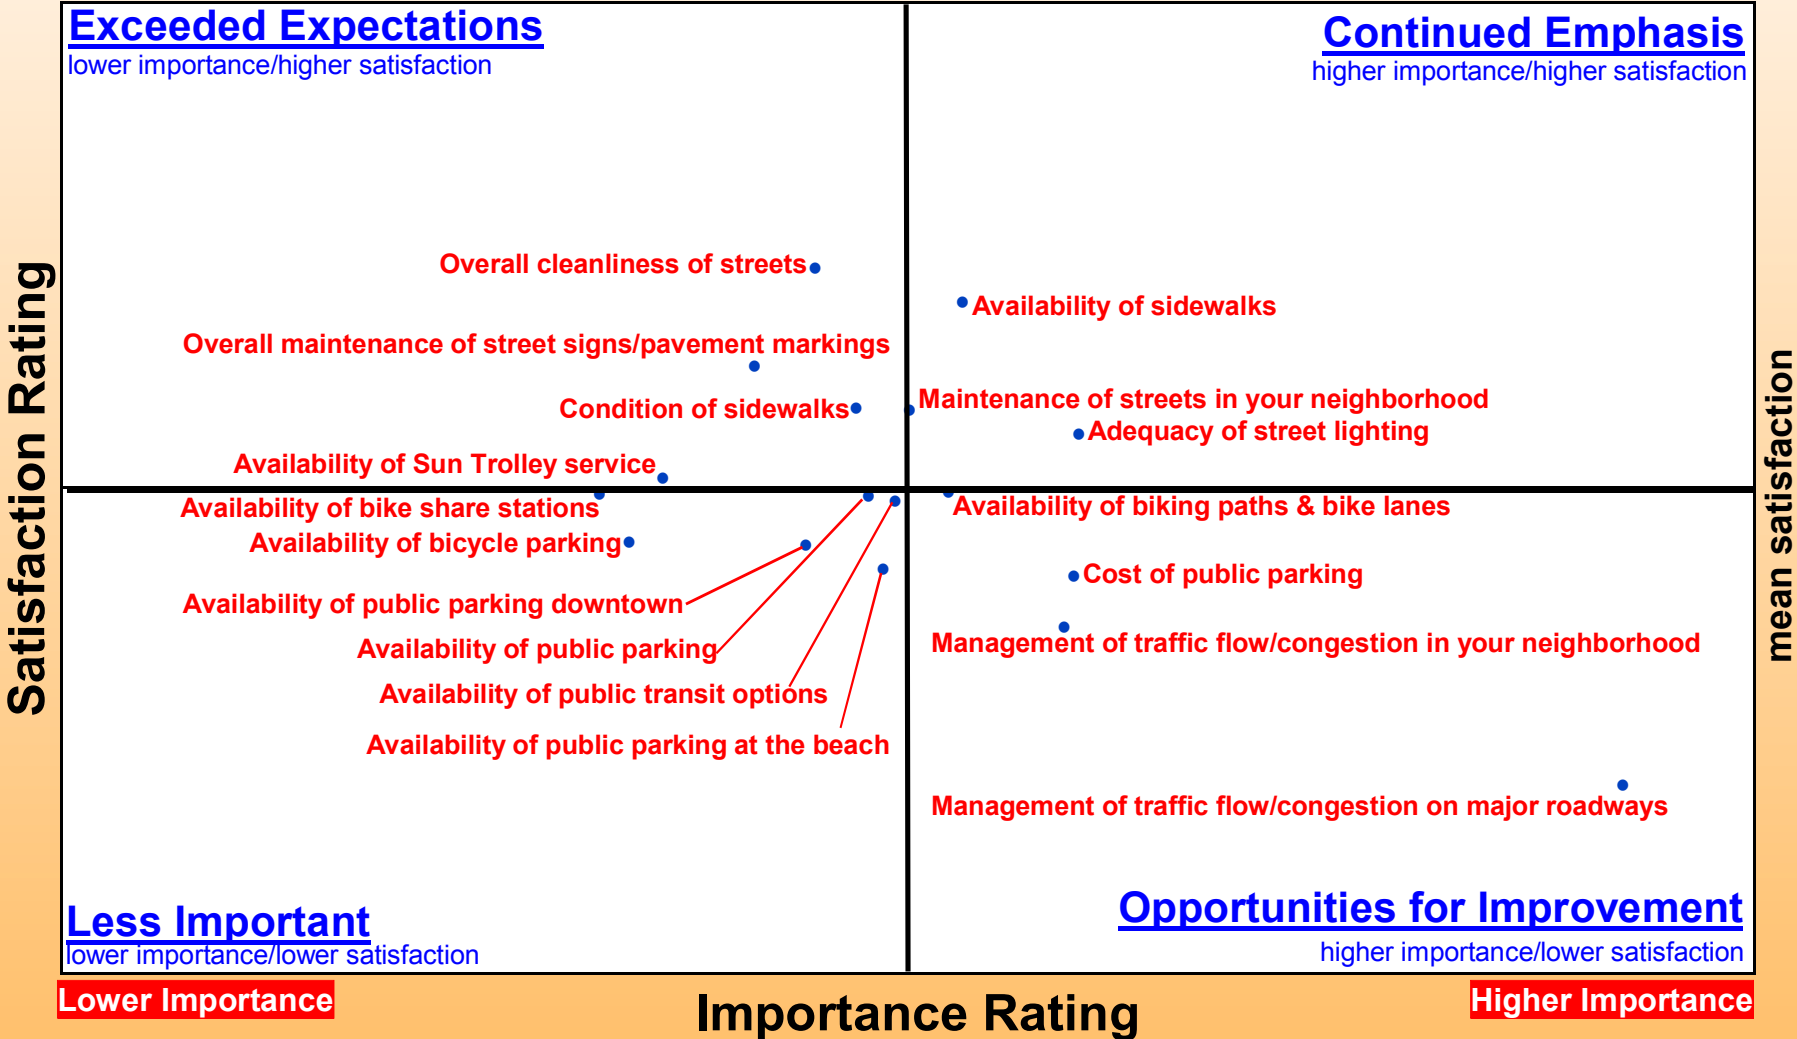 Exceeded Expectations
lower importance/higher satisfaction
Continued Emphasis
higher importance/higher satisfaction
Overall cleanliness of streets
Availability of sidewalks
Overall maintenance of street signs/pavement markings
Condition of sidewalks
Maintenance of streets in your neighborhood
Adequacy of street lighting
Availability of Sun Trolley service
Availability of bike share stations
Availability of biking paths & bike lanes
Availability of bicycle parking
Cost of public parking
Availability of public parking downtown
Availability of public parking
Management of traffic flow/congestion in your neighborhood
Availability of public transit options
Availability of public parking at the beach
Management of traffic flow/congestion on major roadways
Less Important
lower importance/lower satisfaction
Opportunities for Improvement
higher importance/lower satisfaction
Satisfaction Rating
mean satisfaction
Lower Importance
Importance Rating
Higher Importance